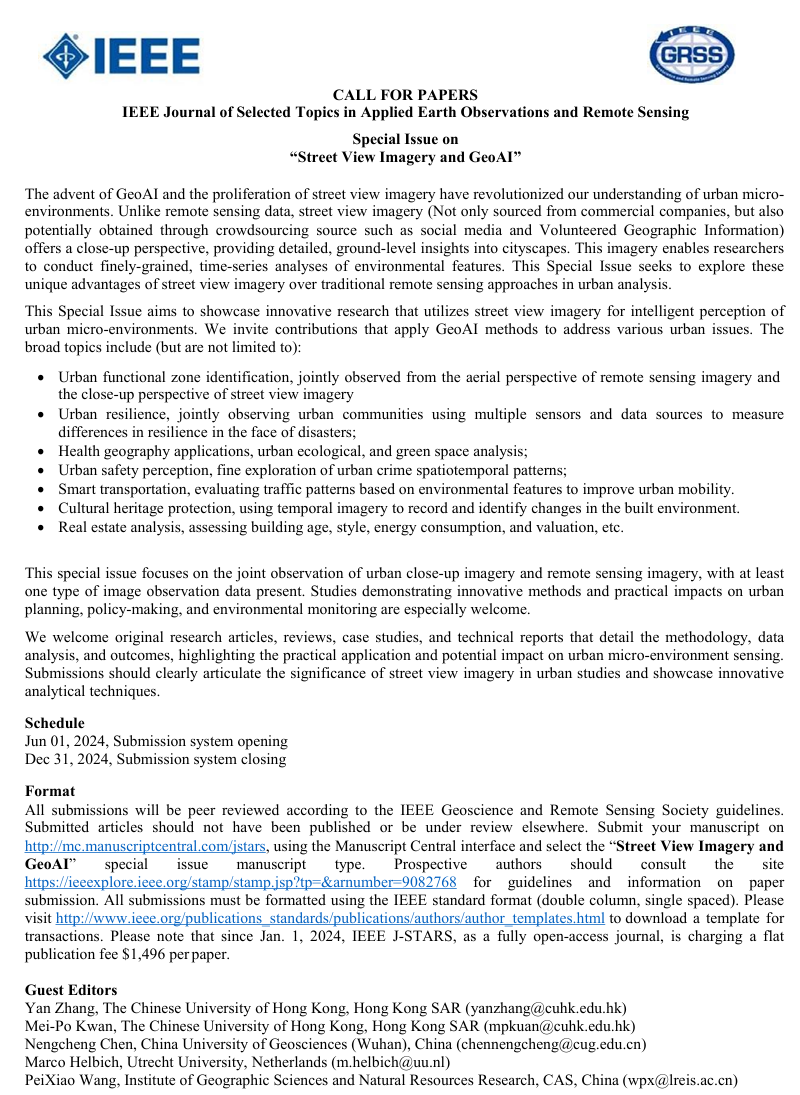 IEEE
GRSS
CALL FOR PAPERS
IEEE Journal of Selected Topics in Applied Earth Observations and Remote Sensing
Special Issue on
“Street View Imagery and GeoAI”
The advent of GeoAI and the proliferation of street view imagery have revolutionized our understanding of urban micro-
environments. Unlike remote sensing data, street view imagery (Not only sourced from commercial companies, but also
potentially obtained through crowdsourcing source such as social media and Volunteered Geographic Information)
offers a close-up perspective, providing detailed, ground-level insights into cityscapes. This imagery enables researchers
to conduct finely-grained, time-series analyses of environmental features. This Special Issue seeks to explore these
unique advantages of street view imagery over traditional remote sensing approaches in urban analysis.
This Special Issue aims to showcase innovative research that utilizes street view imagery for intelligent perception of
urban micro-environments. We invite contributions that apply GeoAI methods to address various urban issues. The
broad topics include (but are not limited to):
• Urban functional zone identification, jointly observed from the aerial perspective of remote sensing imagery and
the close-up perspective of street view imagery
• Urban resilience, jointly observing urban communities using multiple sensors and data sources to measure
differences in resilience in the face of disasters;
• Health geography applications, urban ecological, and green space analysis;
• Urban safety perception, fine exploration of urban crime spatiotemporal patterns;
• Smart transportation, evaluating traffic patterns based on environmental features to improve urban mobility.
• Cultural heritage protection, using temporal imagery to record and identify changes in the built environment.
• Real estate analysis, assessing building age, style, energy consumption, and valuation, etc.
This special issue focuses on the joint observation of urban close-up imagery and remote sensing imagery, with at least
one type of image observation data present. Studies demonstrating innovative methods and practical impacts on urban
planning, policy-making, and environmental monitoring are especially welcome.
We welcome original research articles, reviews, case studies, and technical reports that detail the methodology, data
analysis, and outcomes, highlighting the practical application and potential impact on urban micro-environment sensing.
Submissions should clearly articulate the significance of street view imagery in urban studies and showcase innovative
analytical techniques.
Schedule
Jun 01, 2024, Submission system opening
Dec 31, 2024, Submission system closing
Format
All submissions will be peer reviewed according to the IEEE Geoscience and Remote Sensing Society guidelines.
Submitted articles should not have been published or be under review elsewhere. Submit your manuscript on
http://mc.manuscriptcentral.com/jstars, using the Manuscript Central interface and select the “Street View Imagery and
GeoAI” special issue manuscript type. Prospective authors should consult the site
https://ieeexplore.ieee.org/stamp/stamp.jsp?tp=&arnumber=9082768 for guidelines and information on paper
submission. All submissions must be formatted using the IEEE standard format (double column, single spaced). Please
visit http://www.ieee.org/publications_standards/publications/authors/author_templates.html to download a template for
transactions. Please note that since Jan. 1, 2024, IEEE J-STARS, as a fully open-access journal, is charging a flat
publication fee $1,496 per paper.
Guest Editors
Yan Zhang, The Chinese University of Hong Kong, Hong Kong SAR (yanzhang@cuhk.edu.hk)
Mei-Po Kwan, The Chinese University of Hong Kong, Hong Kong SAR (mpkuan@cuhk.edu.hk)
Nengcheng Chen, China University of Geosciences (Wuhan), China (chennengcheng@cug.edu.cn)
Marco Helbich, Utrecht University, Netherlands (m.helbich@uu.nl)
PeiXiao Wang, Institute of Geographic Sciences and Natural Resources Research, CAS, China (wpx@lreis.ac.cn)